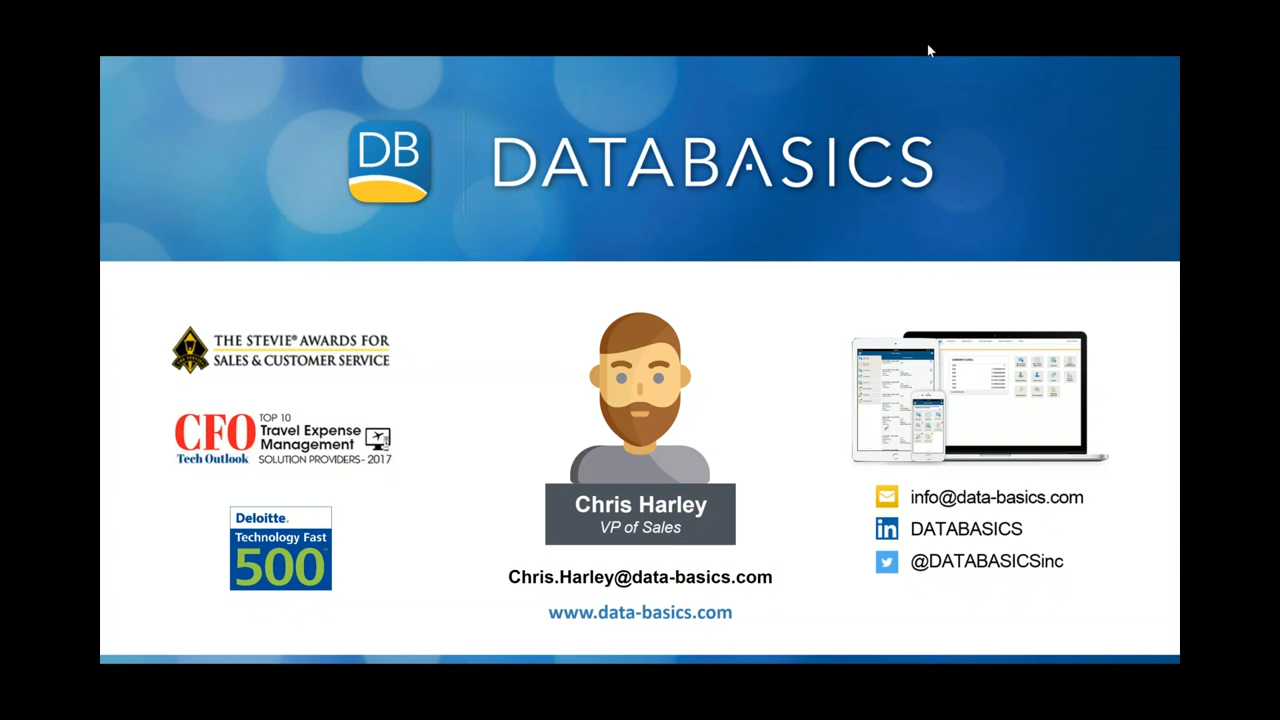 DB
DATABASICS
THE STEVIE® AWARDS FOR
SALES & CUSTOMER SERVICE
CFO
Tech Outlook
TOP 10
Travel Expense
Management
SOLUTION PROVIDERS- 2017
Deloitte.
Technology Fast
500
Chris Harley
VP of Sales
Chris.Harley@data-basics.com
www.data-basics.com
info@data-basics.com
in
DATABASICS
@DATABASICSinc